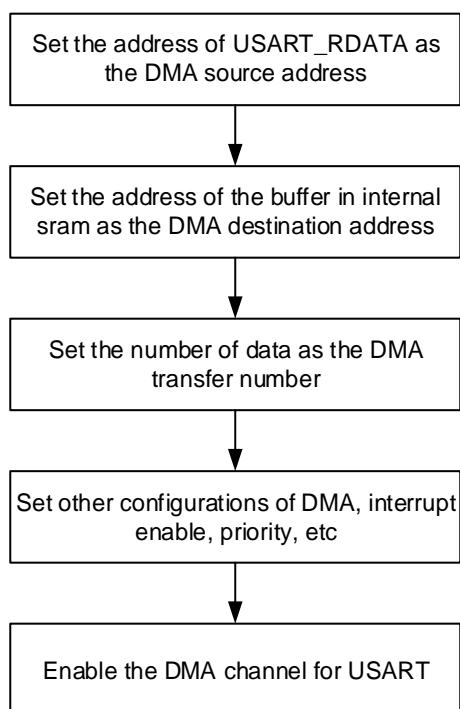 Set the address of USART_RDATA as
the DMA source address
Set the address of the buffer in internal
sram as the DMA destination address
Set the number of data as the DMA
transfer number
Set other configurations of DMA, interrupt
enable, priority, etc
Enable the DMA channel for USART